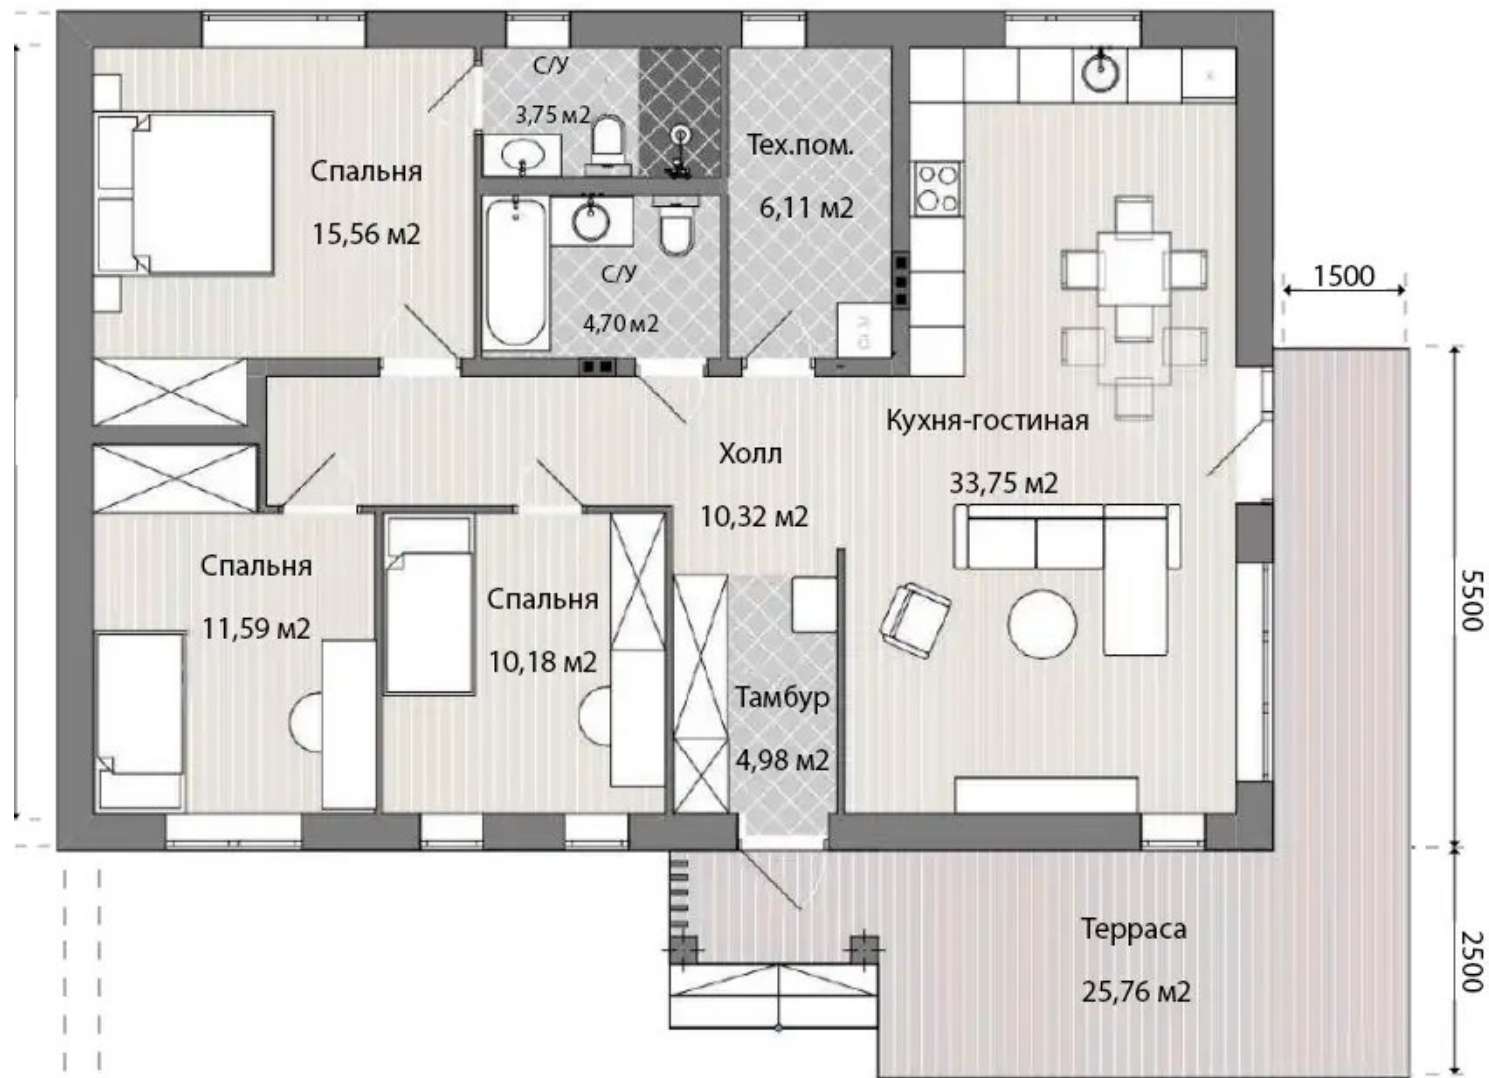 С/У
3,75 м2
Спальня
15,56 м2
Тех.пом.
6,11 м2
С/У
4,70 м2
1500
Кухня-гостиная
33,75 м2
Холл
10,32 м2
Спальня
11,59 м2
Спальня
10,18 м2
5500
Тамбур
4,98 м2
Терраса
25,76 м2
2500